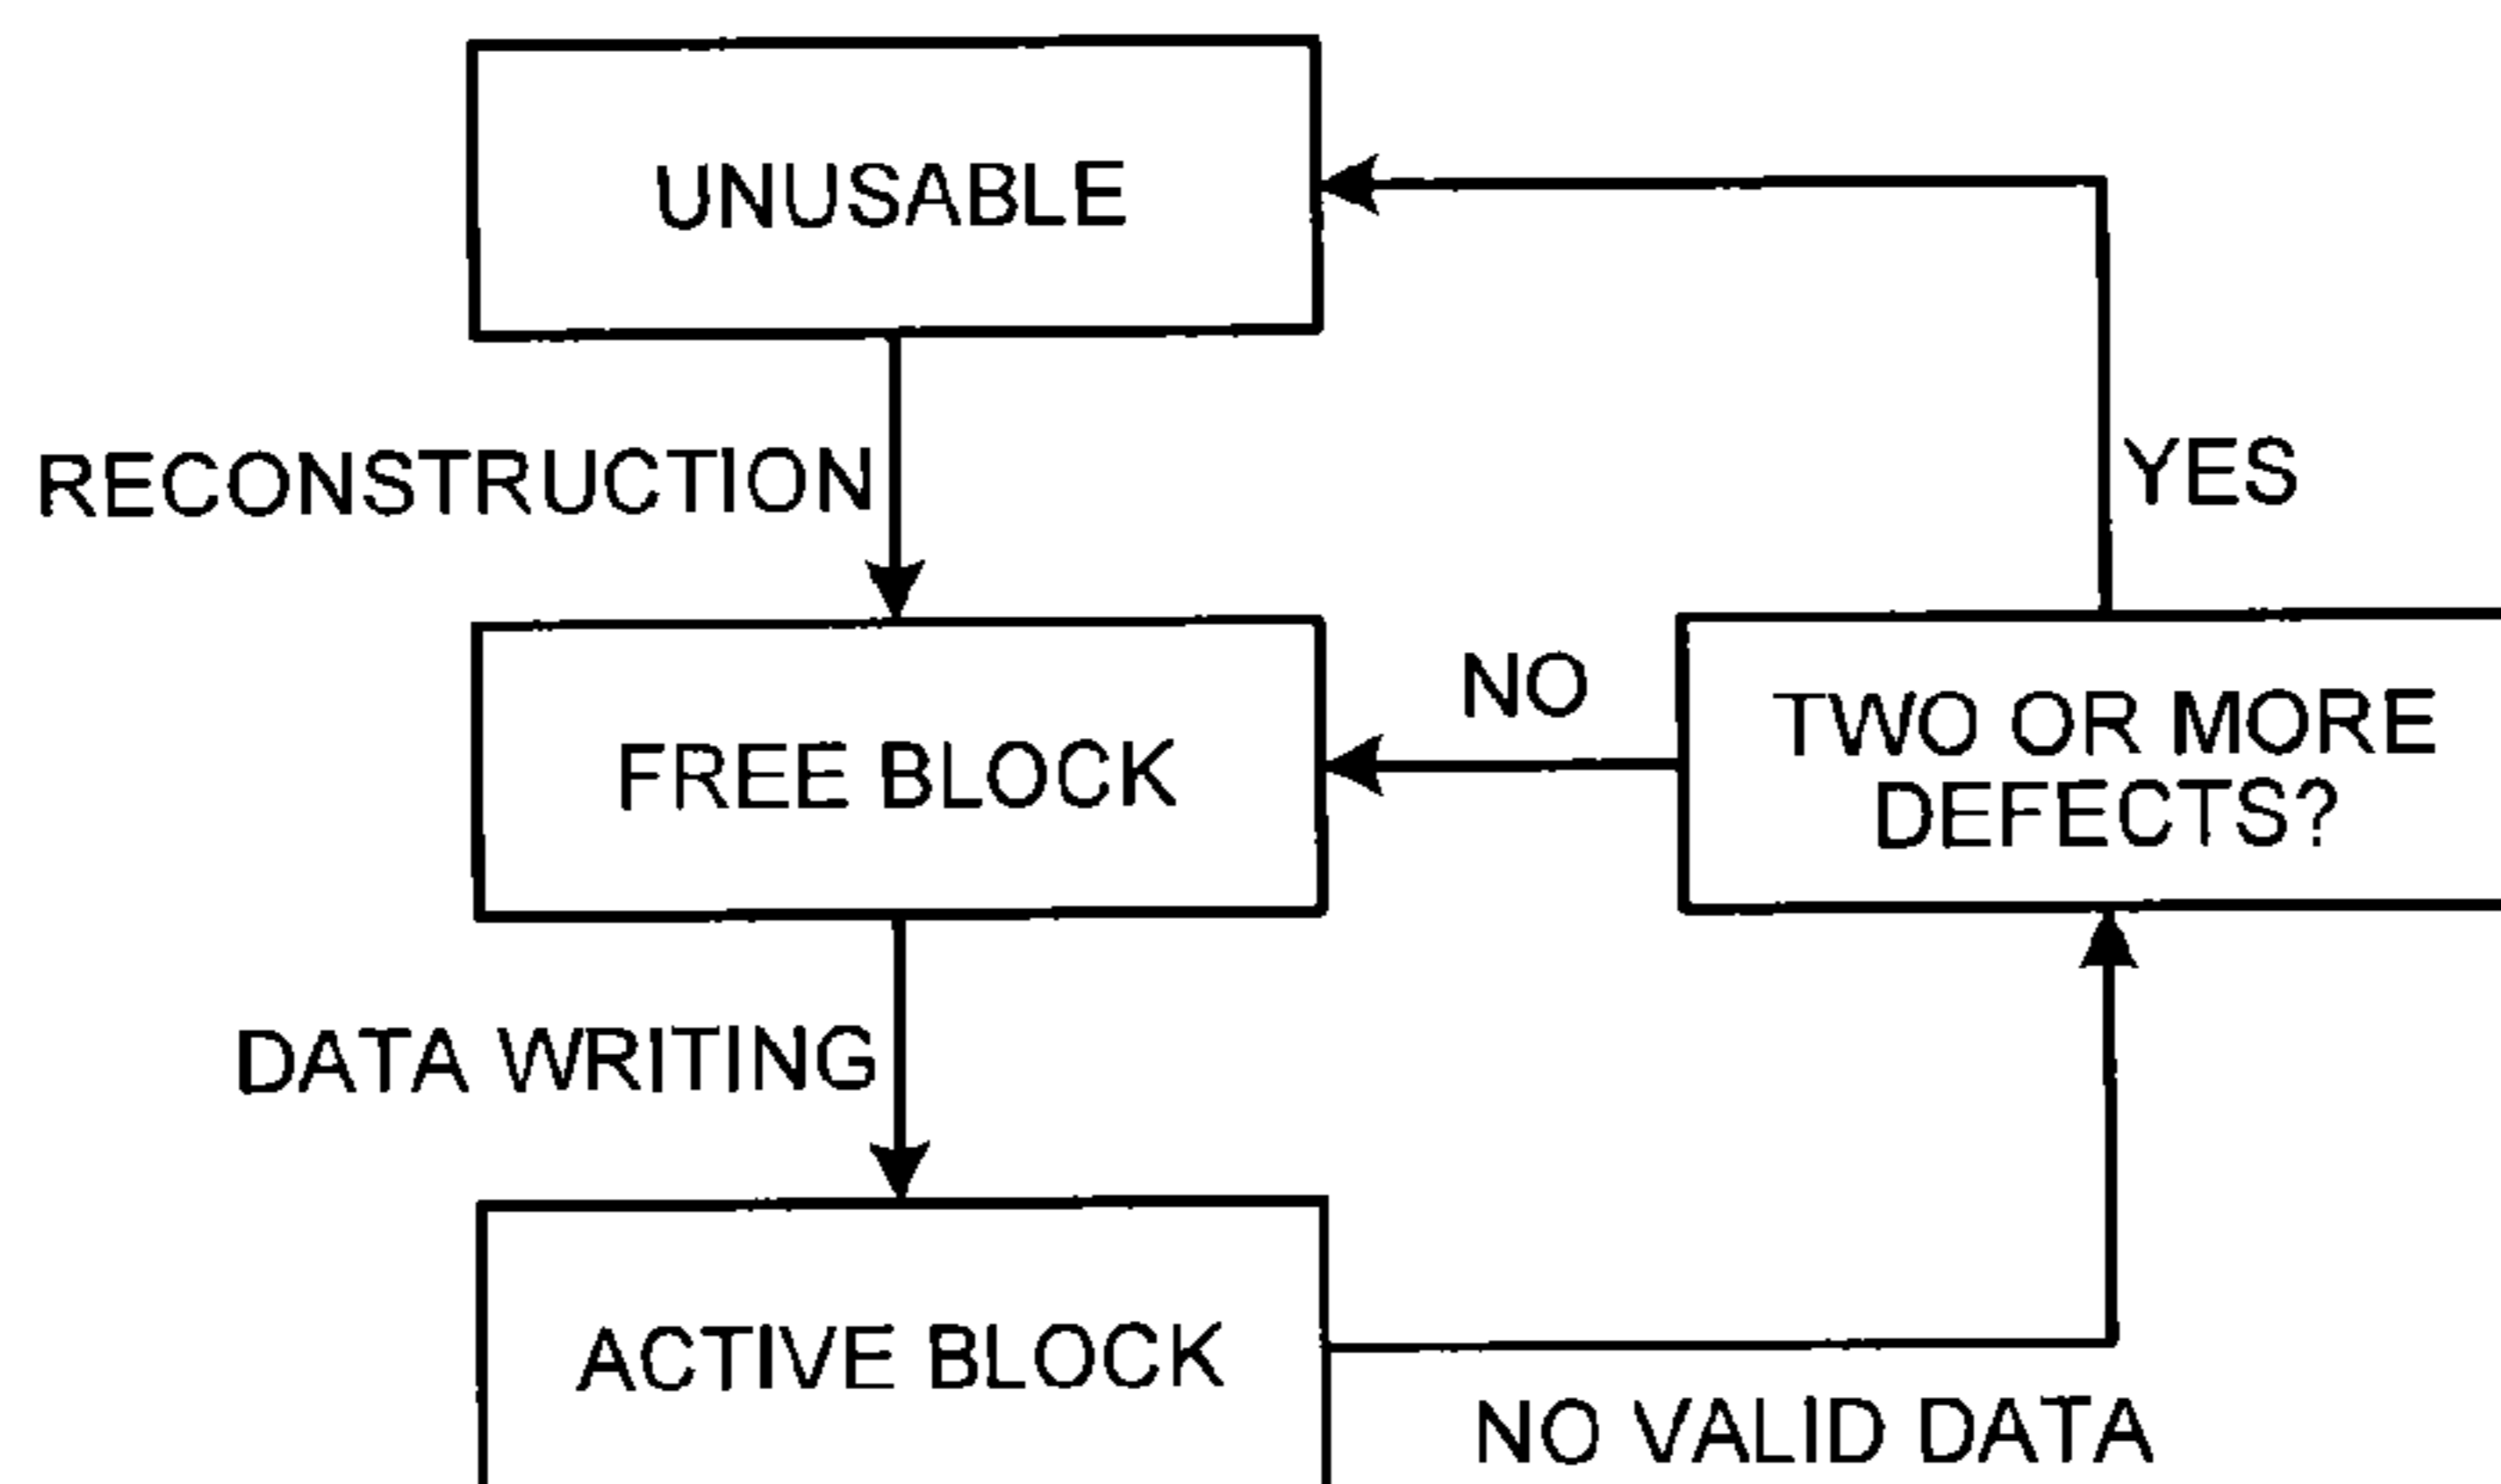 UNUSABLE
RECONSTRUCTION
YES
FREE BLOCK
NO
TWO OR MORE
DEFECTS?
DATA WRITING
ACTIVE BLOCK
NO VALID DATA